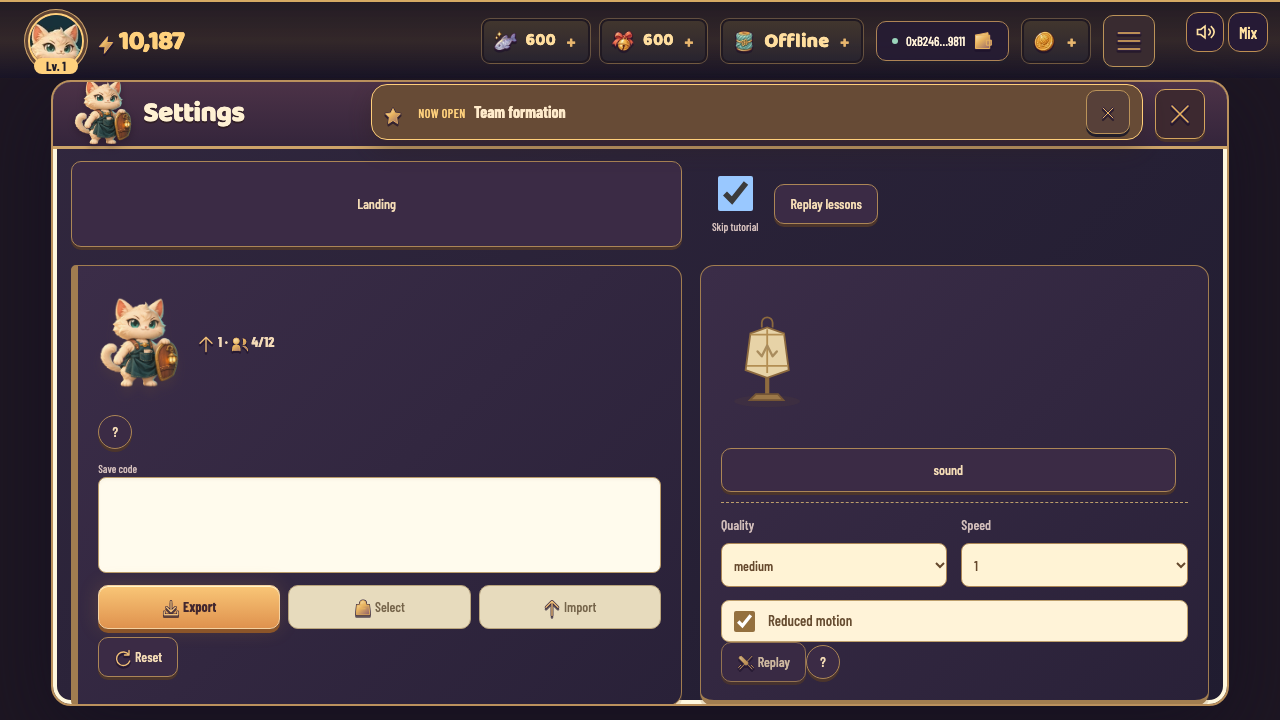 Lv. 1
10,187
600 +
600 +
Offline +
0xB246...9811
+
Mix
Settings
NOW OPEN Team formation
Landing
Skip tutorial
Replay lessons
1 · 4/12
?
Save code
Export
Select
Import
Reset
sound
Quality
Speed
medium
1
Reduced motion
Replay
?